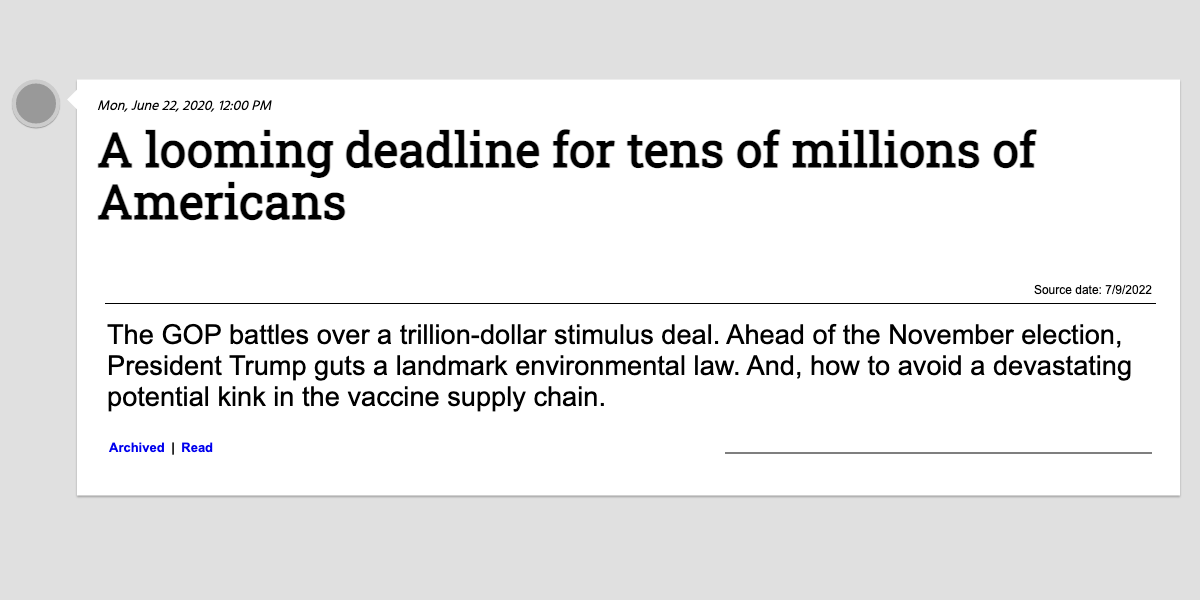 Mon, June 22, 2020, 12:00 PM
A looming deadline for tens of millions of
Americans
Source date: 7/9/2022
The GOP battles over a trillion-dollar stimulus deal. Ahead of the November election,
President Trump guts a landmark environmental law. And, how to avoid a devastating
potential kink in the vaccine supply chain.
Archived | Read